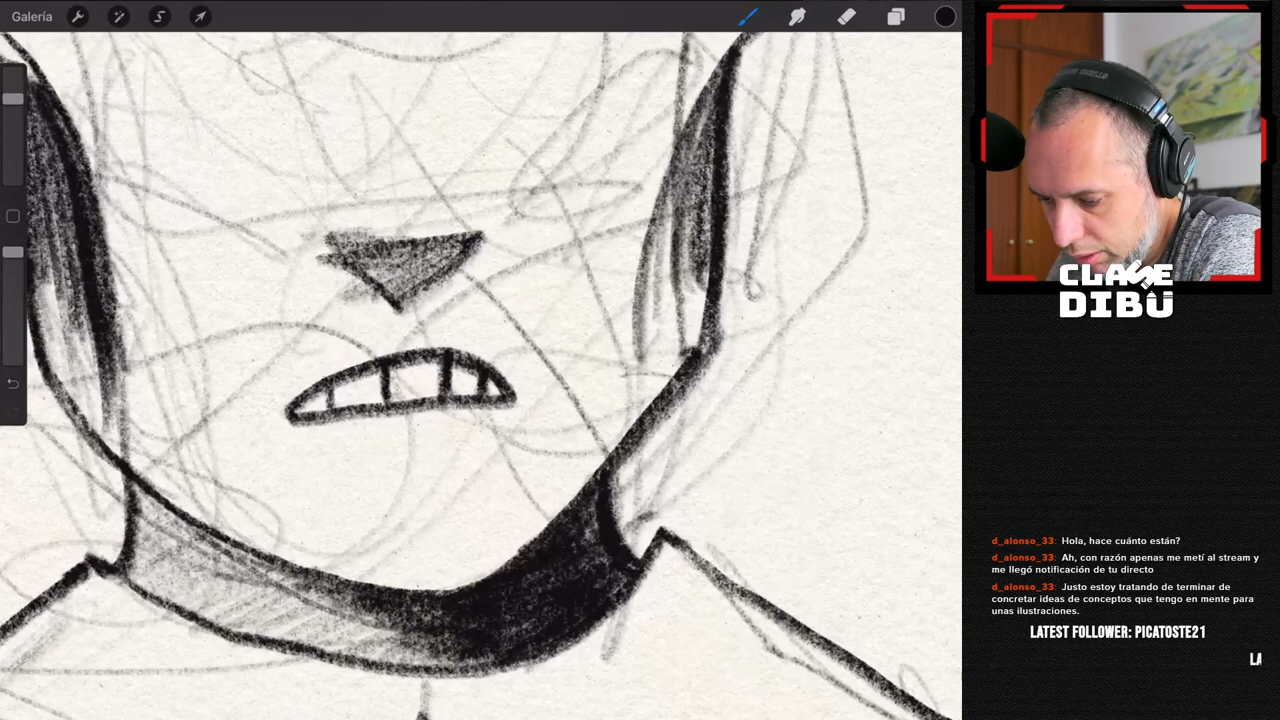 Galería
CLASE
DIBU
d_alonso_33: Hola, hace cuánto están?
d_alonso_33: Ah, con razón apenas me metí al stream y
me llegó notificación de tu directo
d_alonso_33: Justo estoy tratando de terminar de
concretar ideas de conceptos que tengo en mente para
unas ilustraciones.
LATEST FOLLOWER: PICATOSTE21
LA